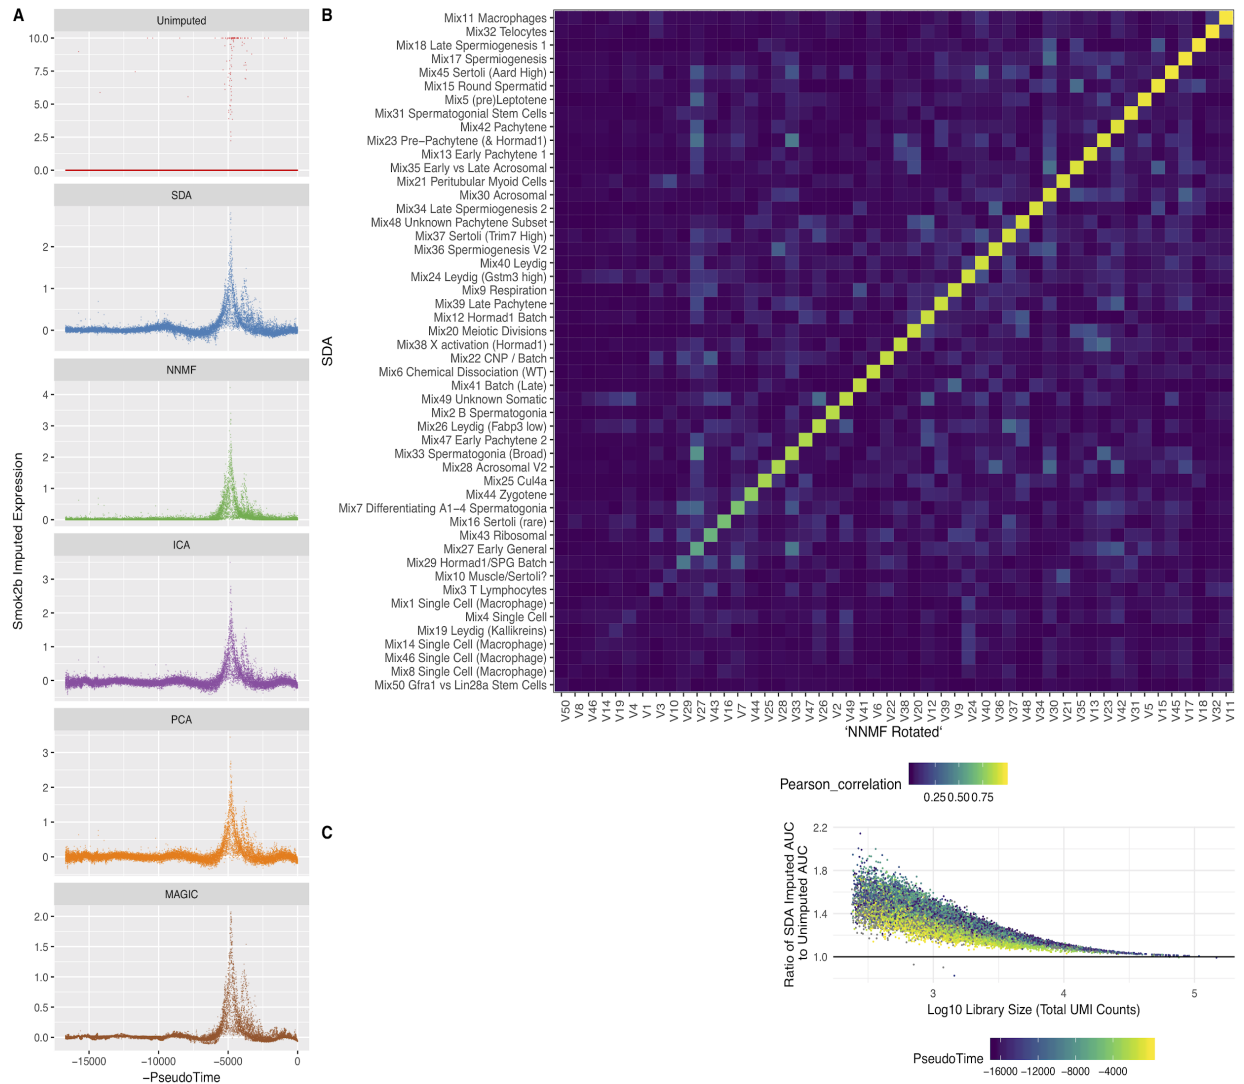 A
Unimputed
10.0
7.5
5.0
2.5
0.0
SDA
2
1
0
NNMF
4
3
2
1
0
ICA
3
2
1
0
PCA
3
2
1
0
MAGIC
2.0
1.5
1.0
0.5
0.0
−15000 −10000 −5000 0
−PseudoTime
Smok2b Imputed Expression
B
Mix11 Macrophages
Mix32 Telocytes
Mix18 Late Spermiogenesis 1
Mix17 Spermiogenesis
Mix45 Sertoli (Aard High)
Mix15 Round Spermatid
Mix5 (pre)Leptotene
Mix31 Spermatogonial Stem Cells
Mix42 Pachytene
Mix23 Pre−Pachytene (& Hormad1)
Mix13 Early Pachytene 1
Mix35 Early vs Late Acrosomal
Mix21 Peritubular Myoid Cells
Mix30 Acrosomal
Mix34 Late Spermiogenesis 2
Mix48 Unknown Pachytene Subset
Mix37 Sertoli (Trim7 High)
Mix36 Spermiogenesis V2
Mix40 Leydig
Mix24 Leydig (Gstm3 high)
Mix9 Respiration
Mix39 Late Pachytene
Mix12 Hormad1 Batch
Mix20 Meiotic Divisions
Mix38 X activation (Hormad1)
Mix22 CNP / Batch
Mix6 Chemical Dissociation (WT)
Mix41 Batch (Late)
Mix49 Unknown Somatic
Mix2 B Spermatogonia
Mix26 Leydig (Fabp3 low)
Mix47 Early Pachytene 2
Mix33 Spermatogonia (Broad)
Mix28 Acrosomal V2
Mix25 Cul4a
Mix44 Zygotene
Mix7 Differentiating A1−4 Spermatogonia
Mix16 Sertoli (rare)
Mix43 Ribosomal
Mix27 Early General
Mix29 Hormad1/SPG Batch
Mix10 Muscle/Sertoli?
Mix3 T Lymphocytes
Mix1 Single Cell (Macrophage)
Mix4 Single Cell
Mix19 Leydig (Kallikreins)
Mix14 Single Cell (Macrophage)
Mix46 Single Cell (Macrophage)
Mix8 Single Cell (Macrophage)
Mix50 Gfra1 vs Lin28a Stem Cells
SDA
V50 V8 V46 V14 V19 V4 V1 V3 V10 V29 V27 V43 V16 V7 V44 V25 V28 V33 V47 V26 V2 V49 V41 V6 V22 V38 V20 V12 V39 V9 V24 V40 V36 V37 V48 V34 V30 V21 V35 V13 V23 V42 V31 V5 V15 V45 V17 V18 V32 V11
‘NNMF Rotated‘
Pearson_correlation
0.25 0.50 0.75
C
2.2
1.8
1.4
1.0
3 4 5
Ratio of SDA Imputed AUC
to Unimputed AUC
Log10 Library Size (Total UMI Counts)
PseudoTime
−16000 −12000 −8000 −4000